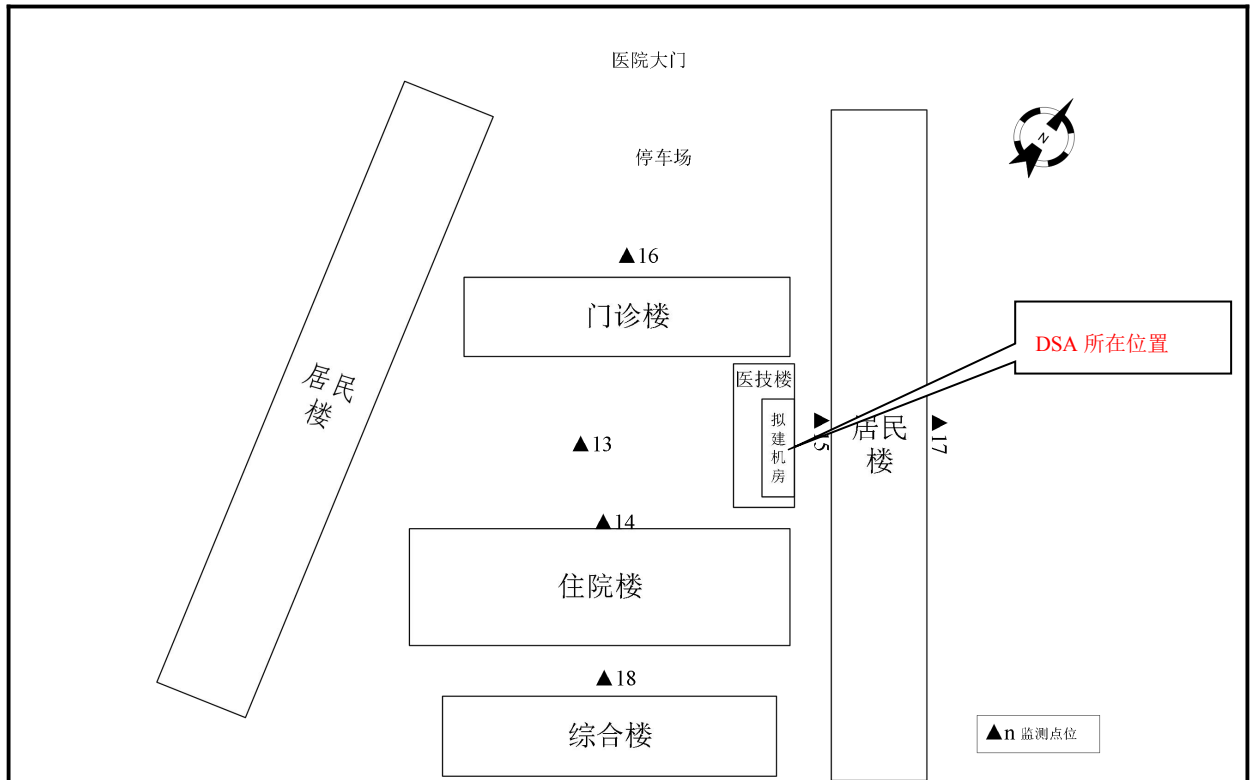 医院大门
停车场
N
▲16
门诊楼
DSA 所在位置
医技楼
居民
楼
拟
建
机
房
▲15
居民
楼
▲17
▲13
▲14
住院楼
▲18
综合楼
▲n 监测点位